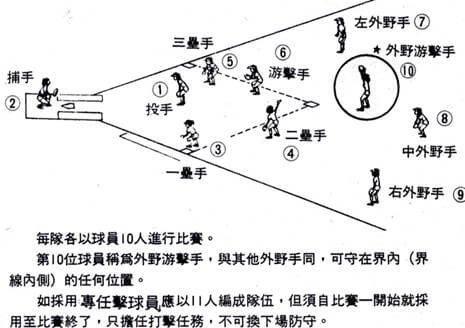 左外野手 ⑦
三壘手
⑥
★ 外野游擊手
⑤
游擊手
⑩
捕手
①
②
投手
⑧
③
二壘手
④
中外野手
一壘手
右外野手 ⑨
每隊各以球員10人進行比賽。
第10位球員稱爲外野游擊手，與其他外野手同，可守在界內（界
線內側）的任何位置。
如採用專任擊球員應以11人編成隊伍，但須自比賽一開始就採
用至比賽終了，只擔任打擊任務，不可換下場防守。